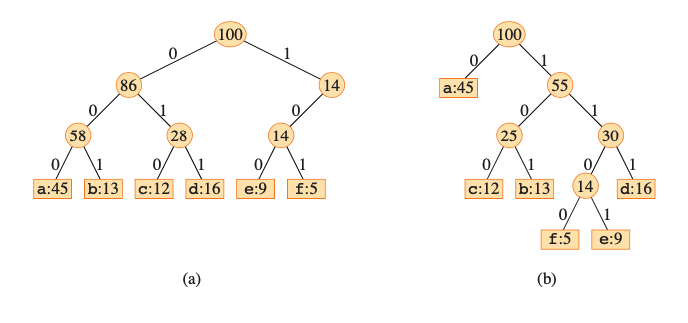 100 100
0 1 0 1
86 14 a:45 55
0 1 0 0 1
58 28 14 25 30
0 1 0 1 0 1 0 1 0 1
a:45 b:13 c:12 d:16 e:9 f:5 c:12 b:13 14 d:16
0 1
f:5 e:9
(a) (b)